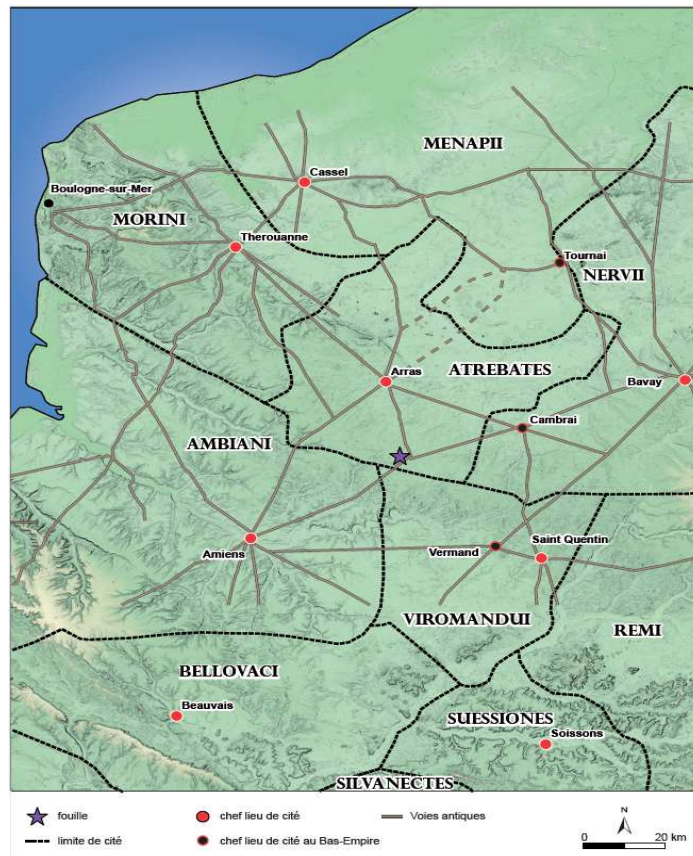 MENAPII
Cassel
Boulogne-sur-Mer
MORINI
Therouanne
Tournai
NERVII
Arras
ATREBATES
Bavay
Cambrai
AMBIANI
Amiens
Vermand
Saint Quentin
VIROMANDUI
REMI
BELLOVACI
Beauvais
SUESSIONES
Soissons
SILVANECTES
fouille
chef lieu de cité
Voies antiques
N
limite de cité
chef lieu de cité au Bas-Empire
0
20 km